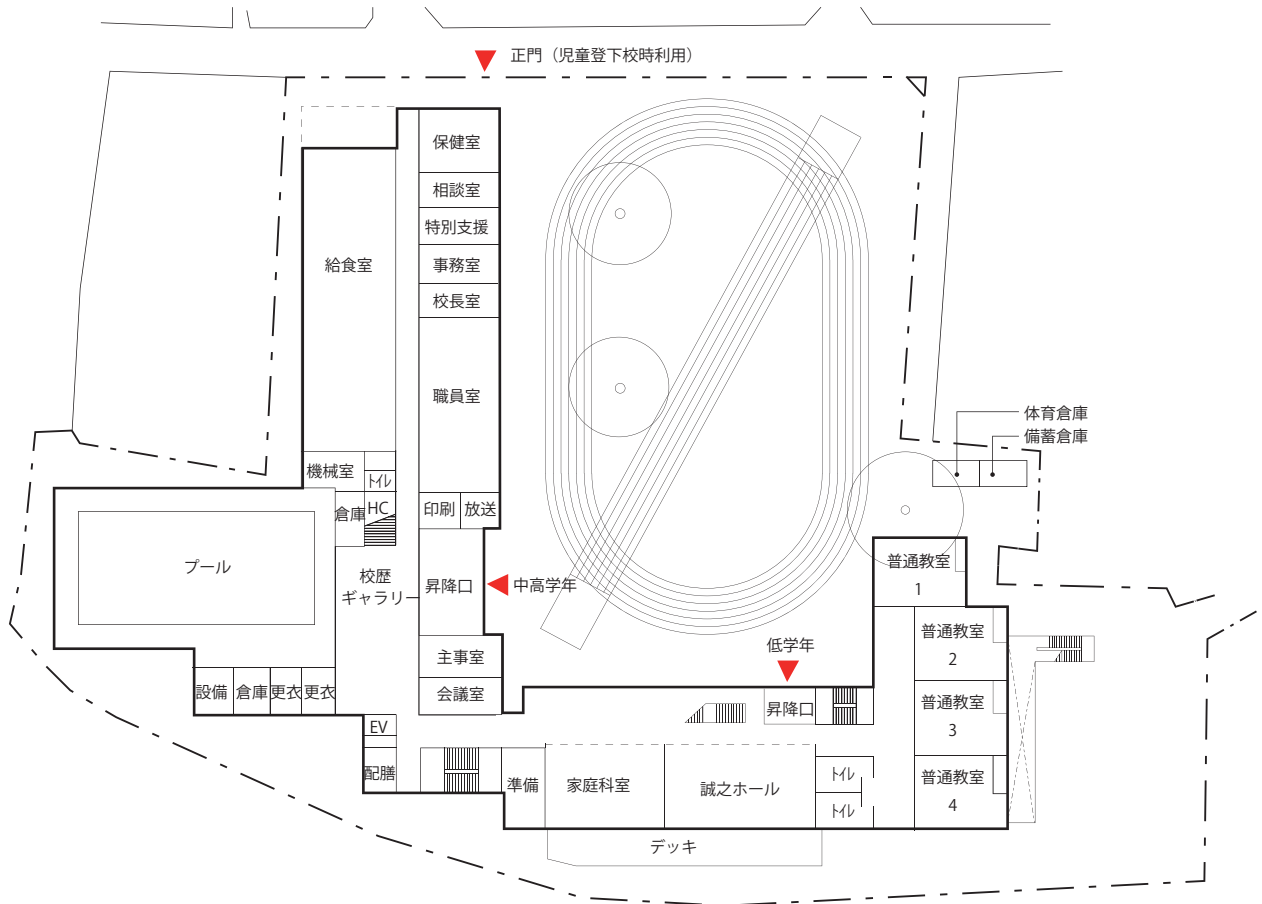 正門（児童登下校時利用）
保健室
相談室
特別支援
給食室
事務室
校長室
職員室
体育倉庫
備蓄倉庫
機械室
トイレ
印刷
放送
倉庫
HC
プール
校歴
ギャラリー
昇降口
中高学年
普通教室
1
普通教室
2
低学年
主事室
会議室
設備
倉庫
更衣
更衣
昇降口
普通教室
3
EV
配膳
準備
家庭科室
誠之ホール
トイレ
トイレ
普通教室
4
デッキ